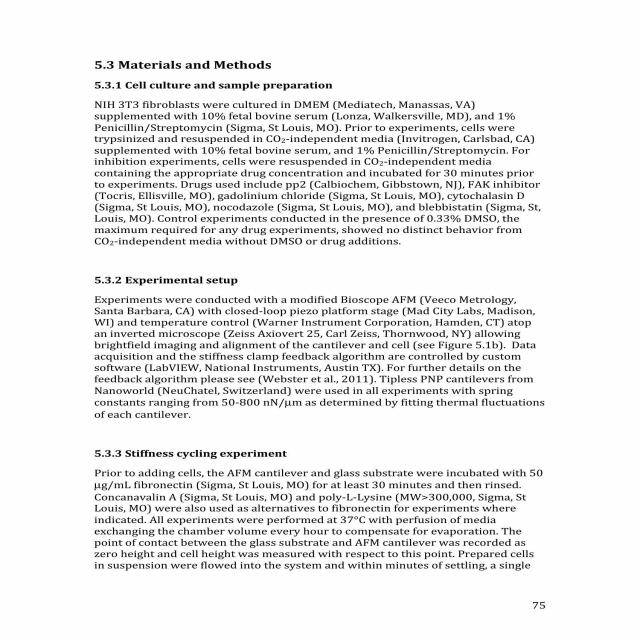 5.3 Materials and Methods
5.3.1 Cell culture and sample preparation
NIH 3T3 fibroblasts were cultured in DMEM (Mediatech, Manassas, VA)
supplemented with 10% fetal bovine serum (Lonza, Walkersville, MD), and 1%
Penicillin/Streptomycin (Sigma, St Louis, MO). Prior to experiments, cells were
trypsinized and resuspended in CO₂-independent media (Invitrogen, Carlsbad, CA)
supplemented with 10% fetal bovine serum, and 1% Penicillin/Streptomycin. For
inhibition experiments, cells were resuspended in CO₂-independent media
containing the appropriate drug concentration and incubated for 30 minutes prior
to experiments. Drugs used include pp2 (Calbiochem, Gibbstown, NJ), FAK inhibitor
(Tocris, Ellisville, MO), gadolinium chloride (Sigma, St Louis, MO), cytochalasin D
(Sigma, St Louis, MO), nocodazole (Sigma, St Louis, MO), and blebbistatin (Sigma, St,
Louis, MO). Control experiments conducted in the presence of 0.33% DMSO, the
maximum required for any drug experiments, showed no distinct behavior from
CO₂-independent media without DMSO or drug additions.
5.3.2 Experimental setup
Experiments were conducted with a modified Bioscope AFM (Veeco Metrology,
Santa Barbara, CA) with closed-loop piezo platform stage (Mad City Labs, Madison,
WI) and temperature control (Warner Instrument Corporation, Hamden, CT) atop
an inverted microscope (Zeiss Axiovert 25, Carl Zeiss, Thornwood, NY) allowing
brightfield imaging and alignment of the cantilever and cell (see Figure 5.1b). Data
acquisition and the stiffness clamp feedback algorithm are controlled by custom
software (LabVIEW, National Instruments, Austin TX). For further details on the
feedback algorithm please see (Webster et al., 2011). Tipless PNP cantilevers from
Nanoworld (NeuChatel, Switzerland) were used in all experiments with spring
constants ranging from 50-800 nN/µm as determined by fitting thermal fluctuations
of each cantilever.
5.3.3 Stiffness cycling experiment
Prior to adding cells, the AFM cantilever and glass substrate were incubated with 50
µg/mL fibronectin (Sigma, St Louis, MO) for at least 30 minutes and then rinsed.
Concanavalin A (Sigma, St Louis, MO) and poly-L-Lysine (MW>300,000, Sigma, St
Louis, MO) were also used as alternatives to fibronectin for experiments where
indicated. All experiments were performed at 37°C with perfusion of media
exchanging the chamber volume every hour to compensate for evaporation. The
point of contact between the glass substrate and AFM cantilever was recorded as
zero height and cell height was measured with respect to this point. Prepared cells
in suspension were flowed into the system and within minutes of settling, a single
75